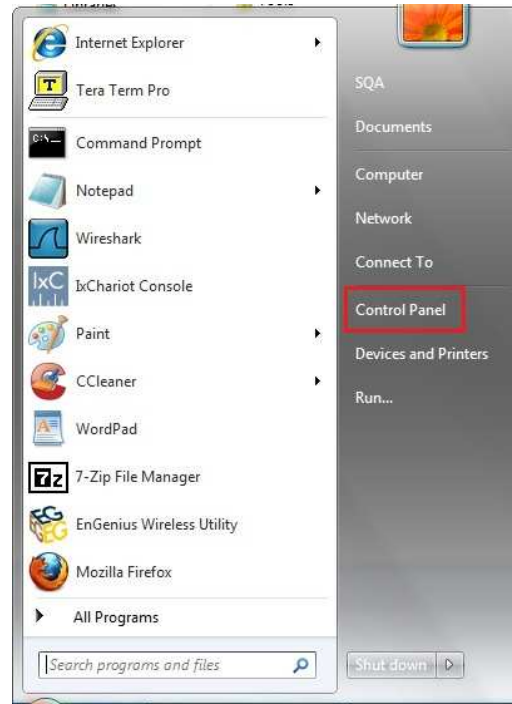 Internet Explorer
Tera Term Pro
Command Prompt
Notepad
Wireshark
IxChariot Console
Paint
CCleaner
WordPad
7-Zip File Manager
EnGenius Wireless Utility
Mozilla Firefox
All Programs
Search programs and files
SQA
Documents
Computer
Network
Connect To
Control Panel
Devices and Printers
Run...
Shut down